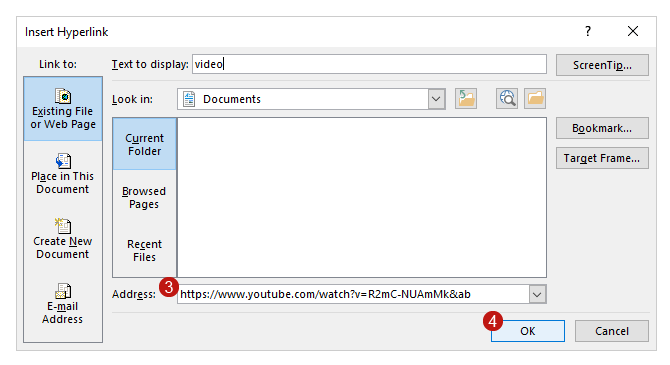 Insert Hyperlink
? ×
Link to:
Text to display: video
ScreenTip...
Existing File
or Web Page
Look in: Documents
Current
Folder
Bookmark...
Target Frame...
Place in This
Document
Browsed
Pages
Create New
Document
Recent
Files
E-mail
Address
3
Address: https://www.youtube.com/watch?v=R2mC-NUAmMk&ab
4
OK
Cancel